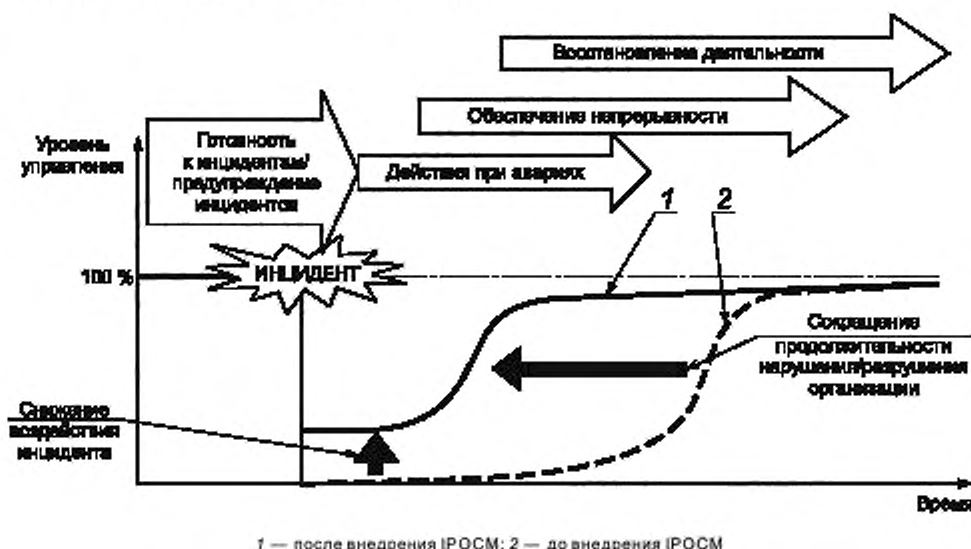 Восстановление деятельности
Обеспечение непрерывности
Уровень
управления
Готовность
к инцидентам/
предупреждение
инцидентов
Действия при авариях
1
2
100 %
ИНЦИДЕНТ
Сокращение
продолжительности
нарушения/разрушения
организации
Снижение
воздействия
инцидента
Время
1 — после внедрения IPOCM; 2 — до внедрения IPOCM